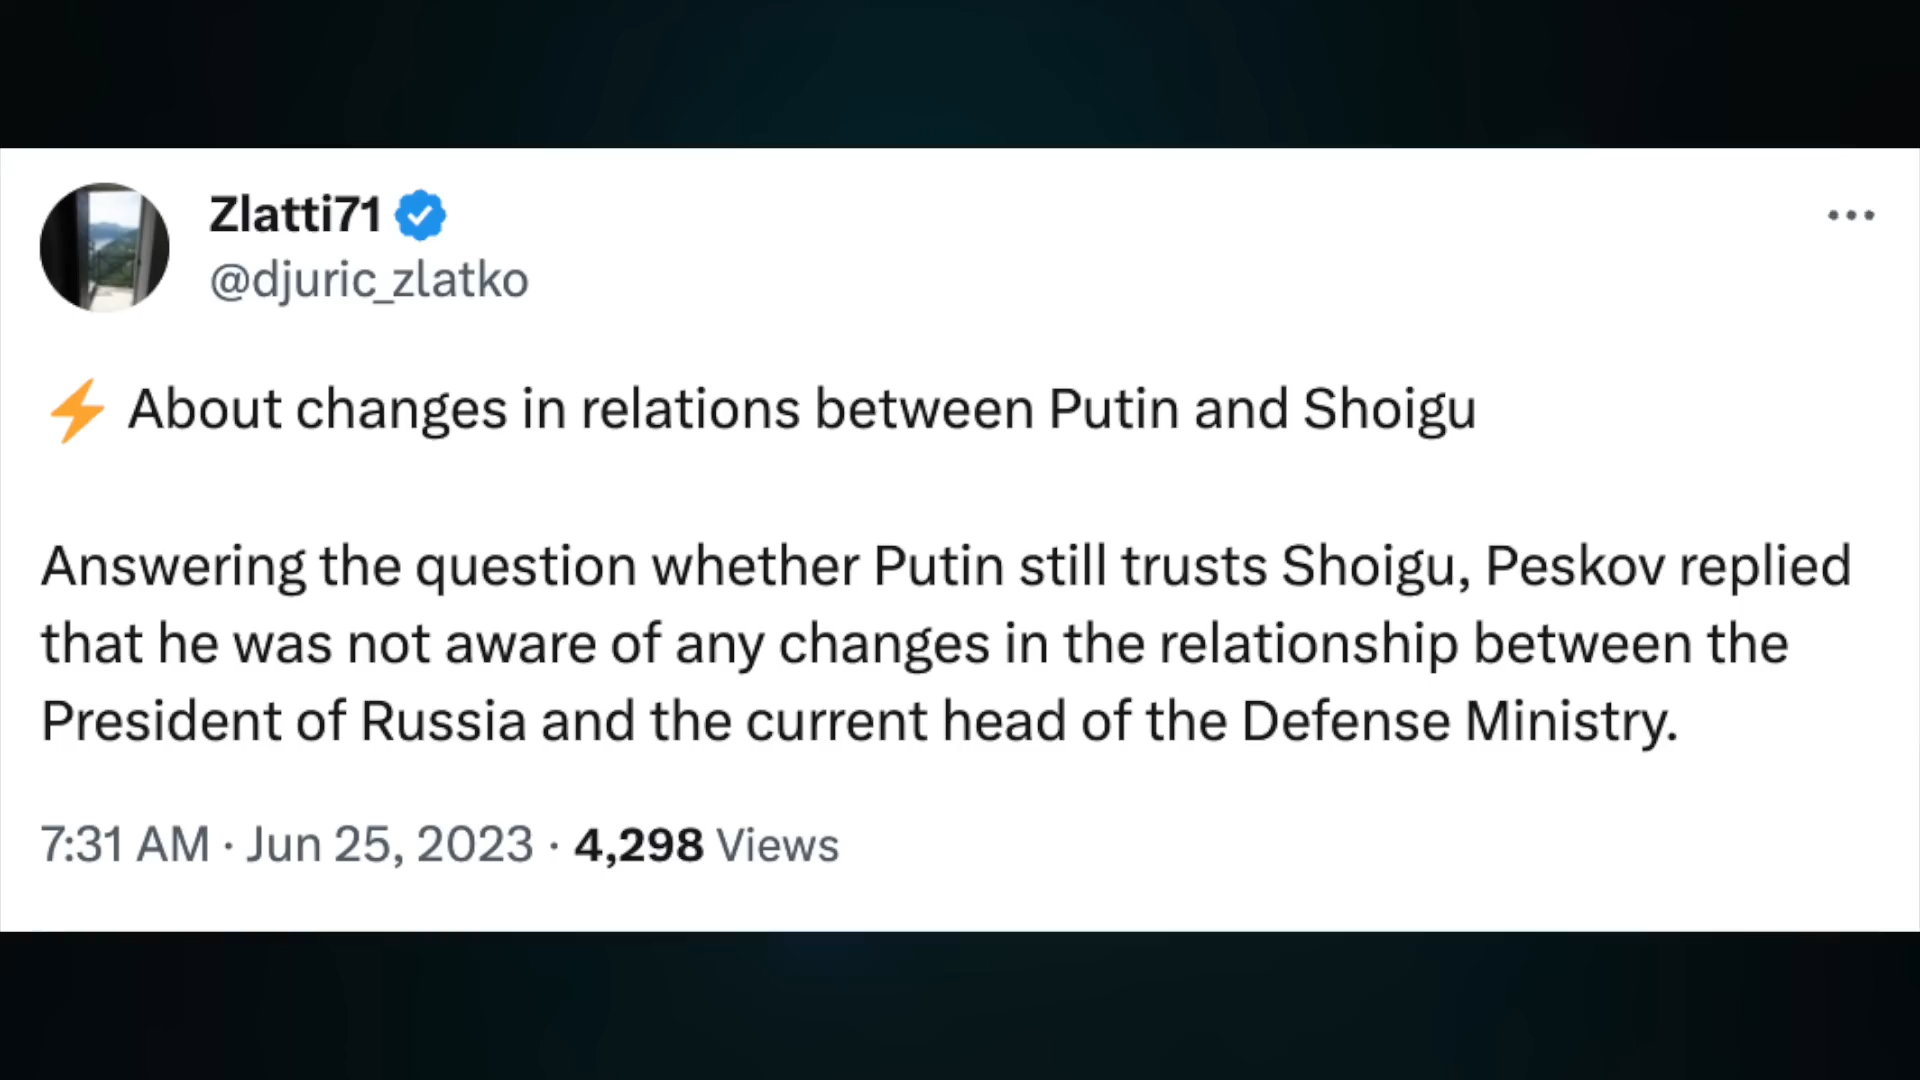 Zlatti71
@djuric_zlatko
⚡ About changes in relations between Putin and Shoigu
Answering the question whether Putin still trusts Shoigu, Peskov replied
that he was not aware of any changes in the relationship between the
President of Russia and the current head of the Defense Ministry.
7:31 AM · Jun 25, 2023 · 4,298 Views